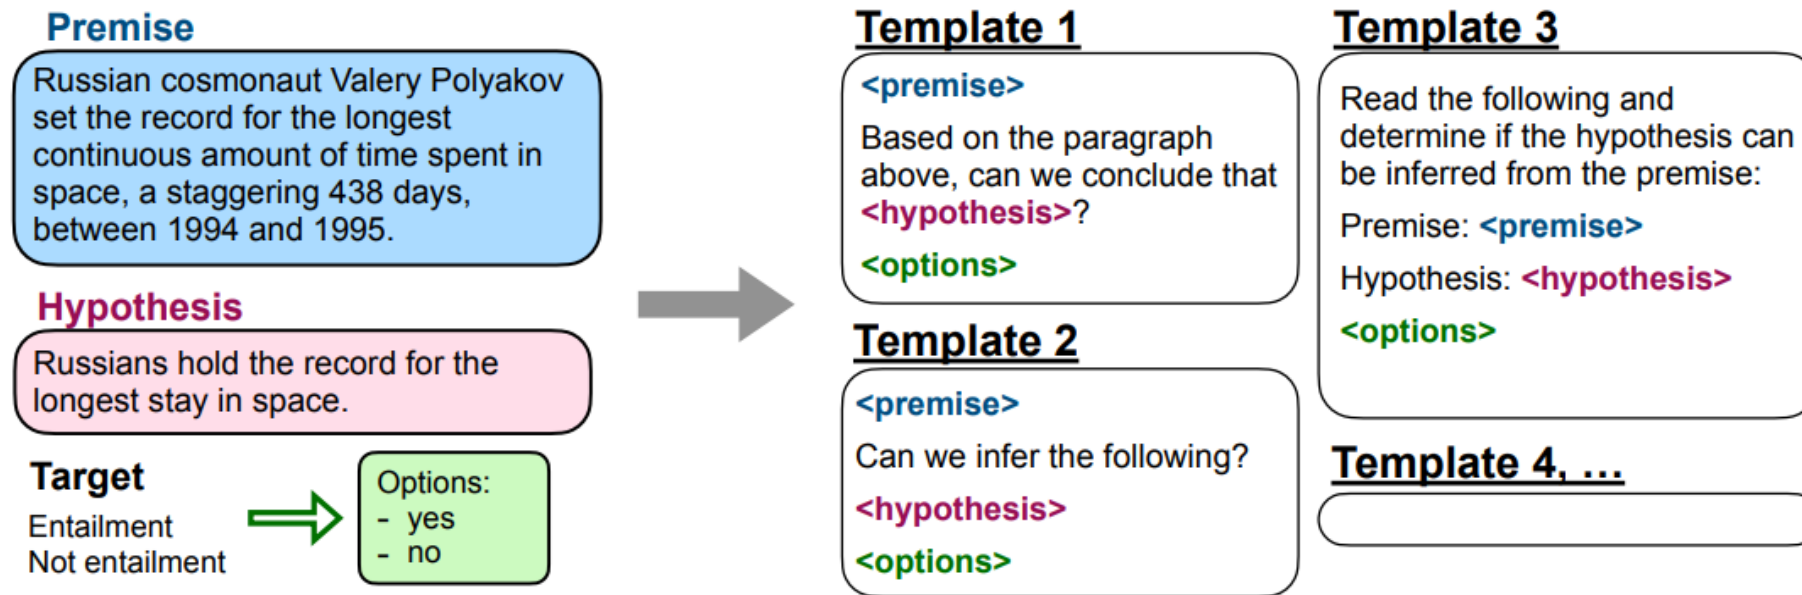 Premise
Russian cosmonaut Valery Polyakov
set the record for the longest
continuous amount of time spent in
space, a staggering 438 days,
between 1994 and 1995.
Hypothesis
Russians hold the record for the
longest stay in space.
Target
Entailment
Not entailment
Options:
- yes
- no
Template 1
<premise>
Based on the paragraph
above, can we conclude that
<hypothesis>?
<options>
Template 2
<premise>
Can we infer the following?
<hypothesis>
<options>
Template 3
Read the following and
determine if the hypothesis can
be inferred from the premise:
Premise: <premise>
Hypothesis: <hypothesis>
<options>
Template 4, ...